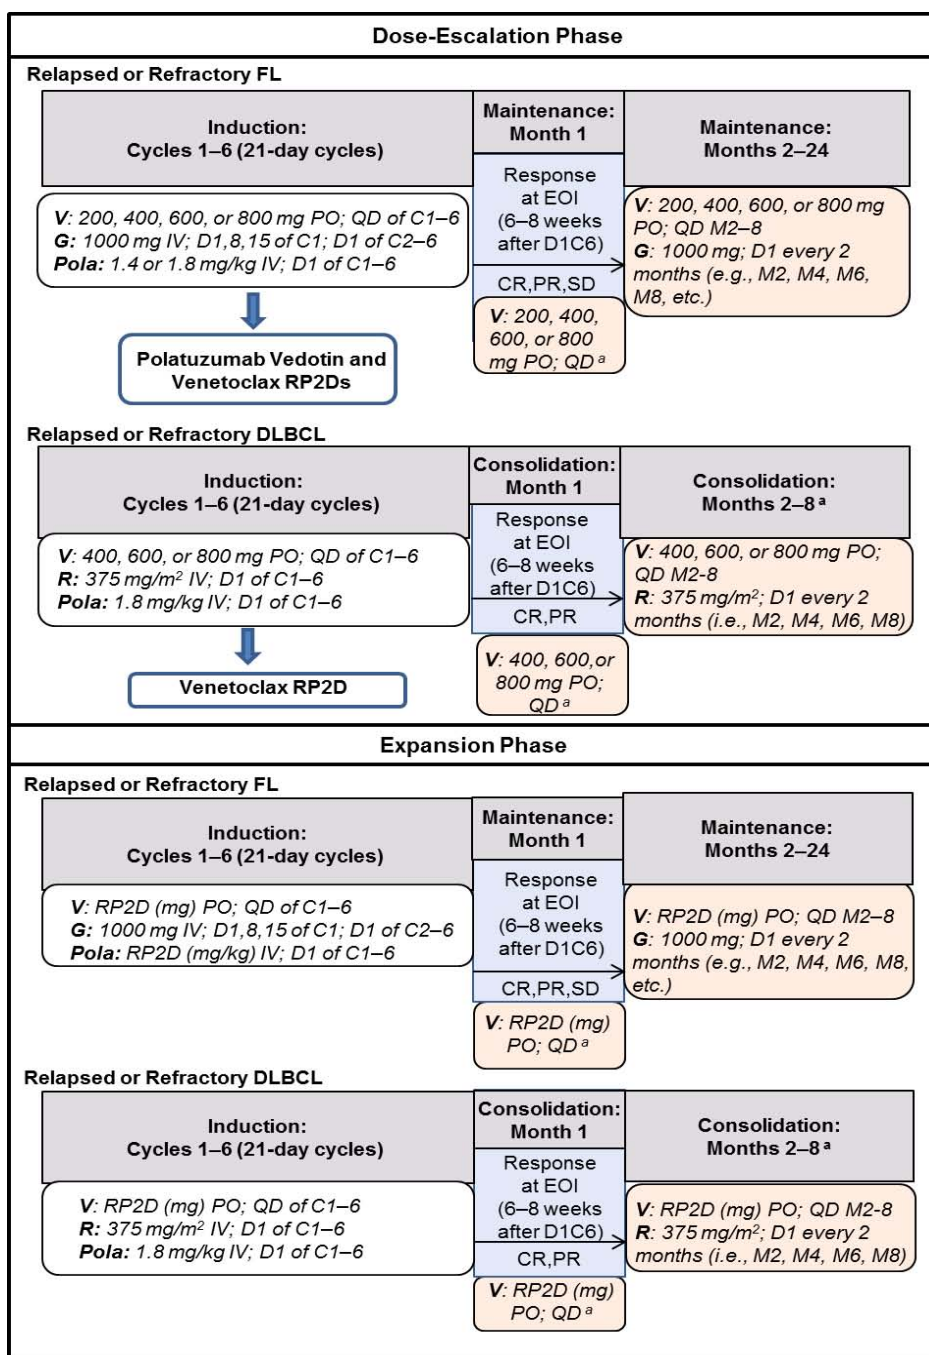 Dose-Escalation Phase
Relapsed or Refractory FL
Induction:
Cycles 1–6 (21-day cycles)
Maintenance:
Month 1
Maintenance:
Months 2–24
V: 200, 400, 600, or 800 mg PO; QD of C1–6
G: 1000 mg IV; D1,8,15 of C1; D1 of C2–6
Pola: 1.4 or 1.8 mg/kg IV; D1 of C1–6
Response
at EOI
(6–8 weeks
after D1C6)
CR,PR,SD
V: 200, 400,
600, or 800
mg PO; QD a
V: 200, 400, 600, or 800 mg
PO; QD M2–8
G: 1000 mg; D1 every 2
months (e.g., M2, M4, M6,
M8, etc.)
Polatuzumab Vedotin and
Venetoclax RP2Ds
Relapsed or Refractory DLBCL
Induction:
Cycles 1–6 (21-day cycles)
Consolidation:
Month 1
Consolidation:
Months 2–8 a
V: 400, 600, or 800 mg PO; QD of C1–6
R: 375 mg/m² IV; D1 of C1–6
Pola: 1.8 mg/kg IV; D1 of C1–6
Response
at EOI
(6–8 weeks
after D1C6)
CR,PR
V: 400, 600,or
800 mg PO;
QD a
V: 400, 600, or 800 mg PO;
QD M2-8
R: 375 mg/m²; D1 every 2
months (i.e., M2, M4, M6, M8)
Venetoclax RP2D
Expansion Phase
Relapsed or Refractory FL
Induction:
Cycles 1–6 (21-day cycles)
Maintenance:
Month 1
Maintenance:
Months 2–24
V: RP2D (mg) PO; QD of C1–6
G: 1000 mg IV; D1,8,15 of C1; D1 of C2–6
Pola: RP2D (mg/kg) IV; D1 of C1–6
Response
at EOI
(6–8 weeks
after D1C6)
CR,PR,SD
V: RP2D (mg)
PO; QD a
V: RP2D (mg) PO; QD M2–8
G: 1000 mg; D1 every 2
months (e.g., M2, M4, M6, M8,
etc.)
Relapsed or Refractory DLBCL
Induction:
Cycles 1–6 (21-day cycles)
Consolidation:
Month 1
Consolidation:
Months 2–8 a
V: RP2D (mg) PO; QD of C1–6
R: 375 mg/m² IV; D1 of C1–6
Pola: 1.8 mg/kg IV; D1 of C1–6
Response
at EOI
(6–8 weeks
after D1C6)
CR,PR
V: RP2D (mg)
PO; QD a
V: RP2D (mg) PO; QD M2-8
R: 375 mg/m²; D1 every 2
months (i.e., M2, M4, M6, M8)